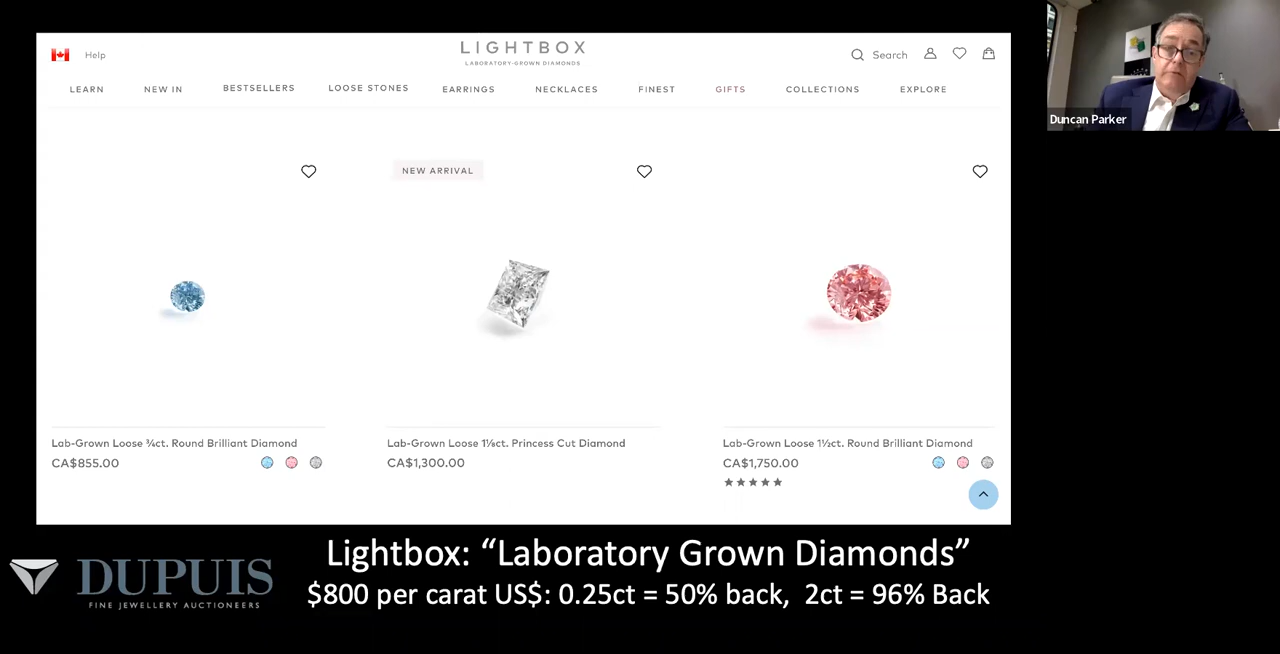 LIGHTBOX
LABORATORY-GROWN DIAMONDS
Help
Search
LEARN NEW IN BESTSELLERS LOOSE STONES EARRINGS NECKLACES FINEST GIFTS COLLECTIONS EXPLORE
Duncan Parker
NEW ARRIVAL
Lab-Grown Loose ¾ct. Round Brilliant Diamond
CA$855.00
Lab-Grown Loose 1⅛ct. Princess Cut Diamond
CA$1,300.00
Lab-Grown Loose 1½ct. Round Brilliant Diamond
CA$1,750.00
Lightbox: “Laboratory Grown Diamonds”
$800 per carat US$: 0.25ct = 50% back, 2ct = 96% Back
DUPUIS
FINE JEWELLERY AUCTIONEERS